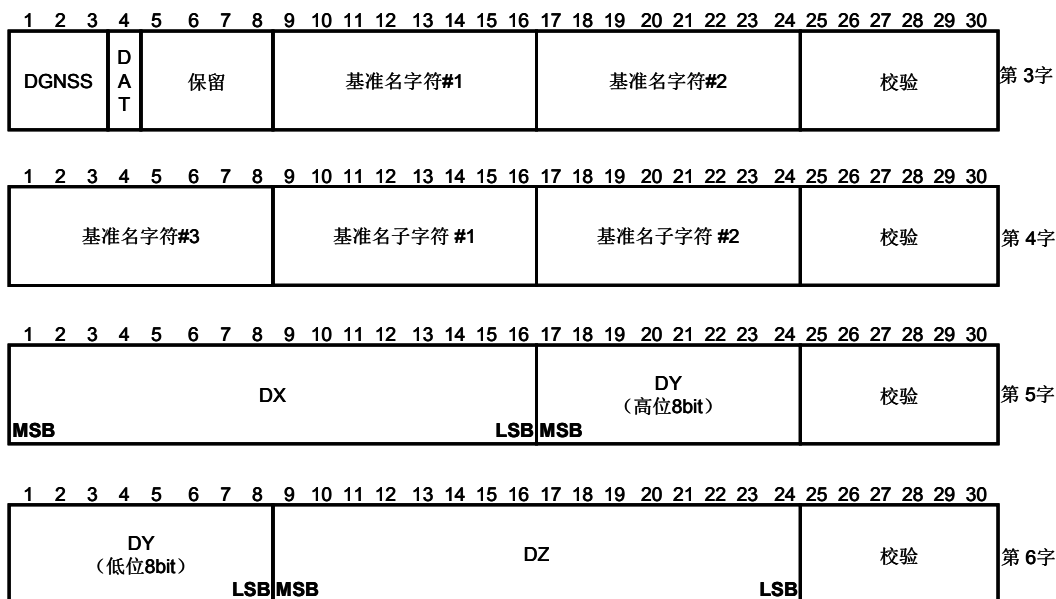 1 2 3 4 5 6 7 8 9 10 11 12 13 14 15 16 17 18 19 20 21 22 23 24 25 26 27 28 29 30
DGNSS
D
A
T
保留
基准名字符#1
基准名字符#2
校验
第 3字
1 2 3 4 5 6 7 8 9 10 11 12 13 14 15 16 17 18 19 20 21 22 23 24 25 26 27 28 29 30
基准名字符#3
基准名子字符 #1
基准名子字符 #2
校验
第 4字
1 2 3 4 5 6 7 8 9 10 11 12 13 14 15 16 17 18 19 20 21 22 23 24 25 26 27 28 29 30
DX
MSB
LSB
DY
（高位8bit）
MSB
校验
第 5字
1 2 3 4 5 6 7 8 9 10 11 12 13 14 15 16 17 18 19 20 21 22 23 24 25 26 27 28 29 30
DY
（低位8bit）
LSB
MSB
DZ
LSB
校验
第 6字